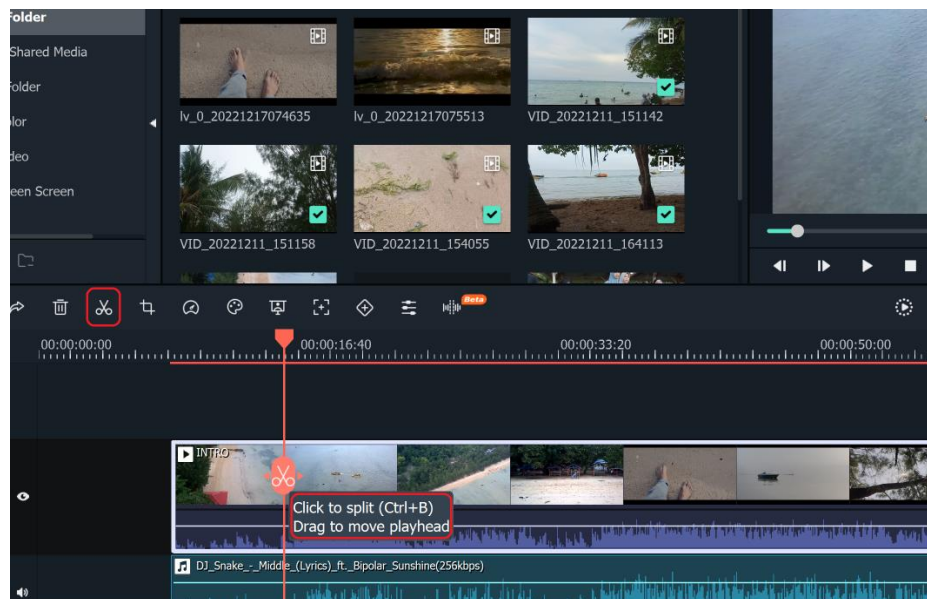 Folder
Shared Media
Folder
lor
deo
een Screen
lv_0_20221217074635
lv_0_20221217075513
VID_20221211_151142
VID_20221211_151158
VID_20221211_154055
VID_20221211_164113
Beta
00:00:00:00
00:00:16:40
00:00:33:20
00:00:50:00
INTRO
Click to split (Ctrl+B)
Drag to move playhead
DJ_Snake_-_Middle_(Lyrics)_ft._Bipolar_Sunshine(256kbps)